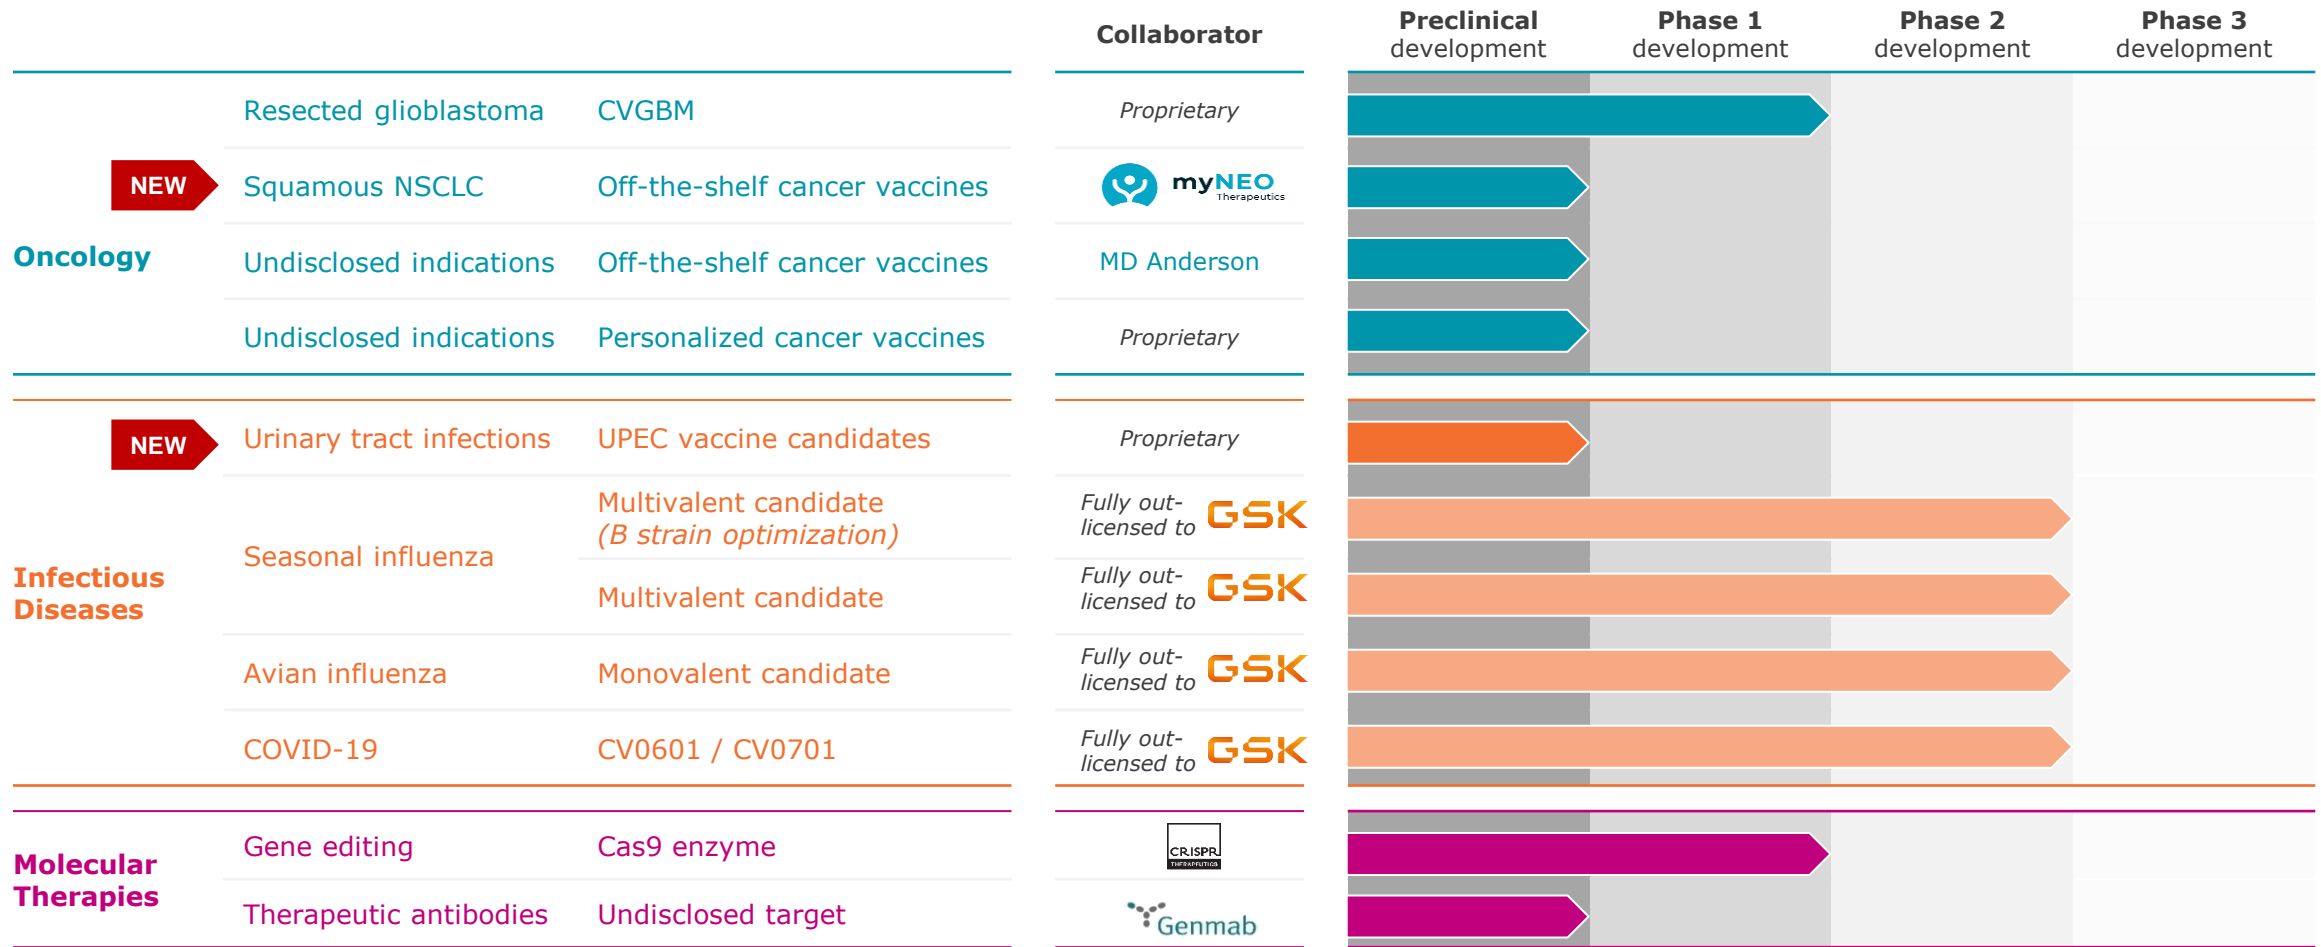 Collaborator
Preclinical
development
Phase 1
development
Phase 2
development
Phase 3
development
Oncology
Resected glioblastoma
CVGBM
Proprietary
NEW
Squamous NSCLC
Off-the-shelf cancer vaccines
myNEO
Therapeutics
Undisclosed indications
Off-the-shelf cancer vaccines
MD Anderson
Undisclosed indications
Personalized cancer vaccines
Proprietary
Infectious
Diseases
NEW
Urinary tract infections
UPEC vaccine candidates
Proprietary
Seasonal influenza
Multivalent candidate
(B strain optimization)
Fully out-
licensed to GSK
Multivalent candidate
Fully out-
licensed to GSK
Avian influenza
Monovalent candidate
Fully out-
licensed to GSK
COVID-19
CV0601 / CV0701
Fully out-
licensed to GSK
Molecular
Therapies
Gene editing
Cas9 enzyme
CRISPR
THERAPEUTICS
Therapeutic antibodies
Undisclosed target
Genmab